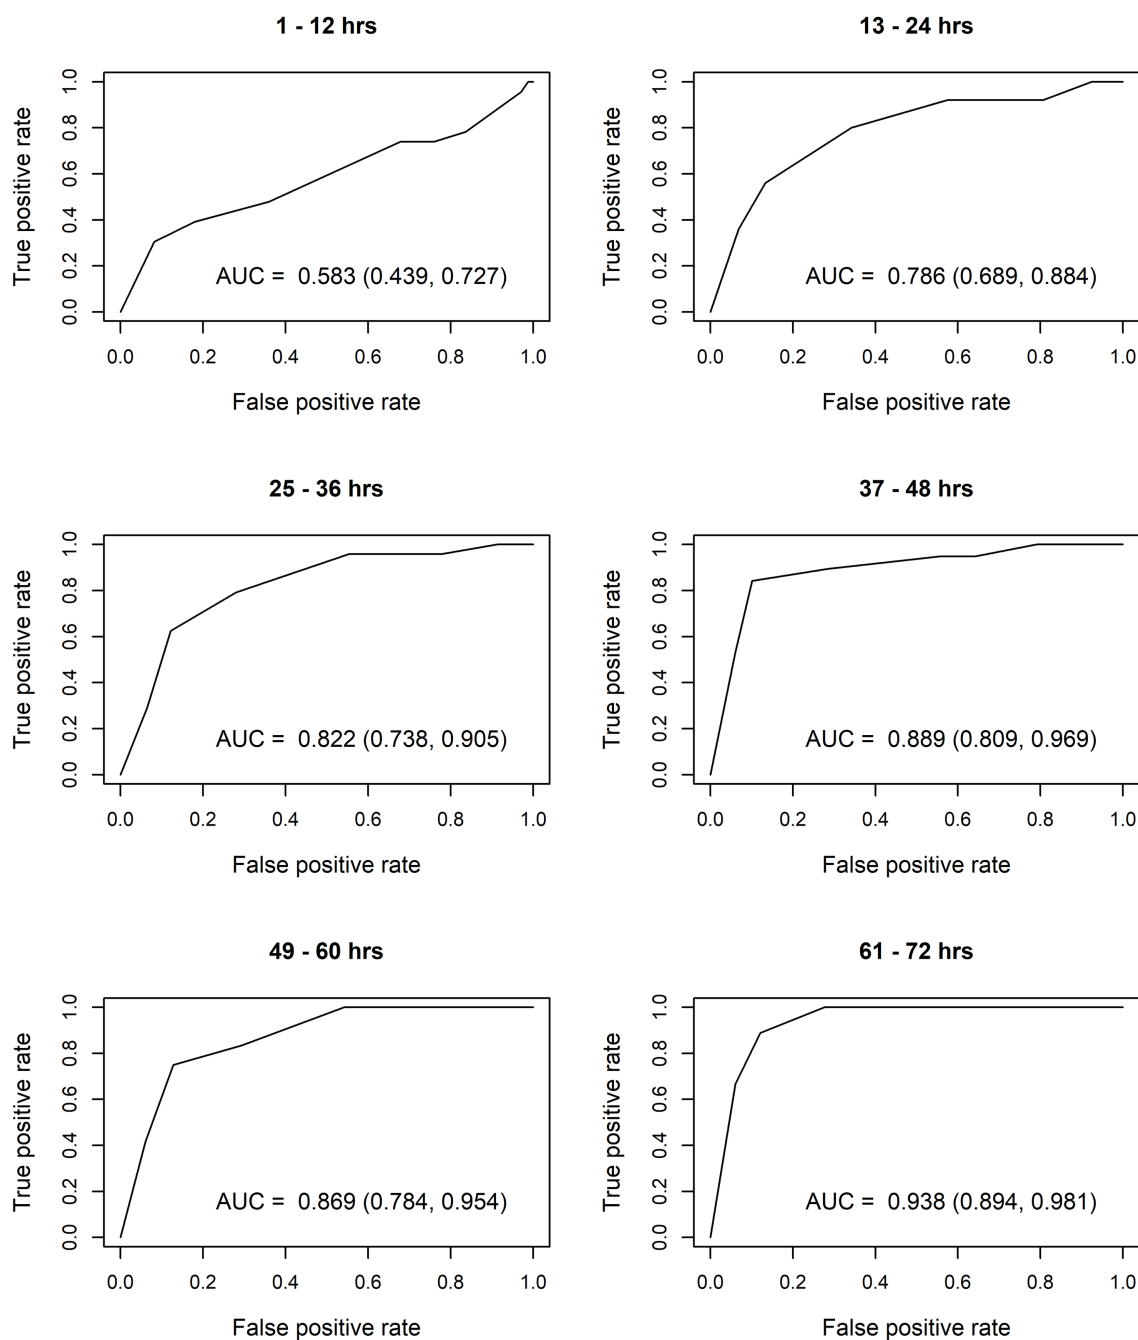 1 - 12 hrs
True positive rate
1.0
0.8
0.6
0.4
0.2
0.0
AUC =  0.583 (0.439, 0.727)
0.0 0.2 0.4 0.6 0.8 1.0
False positive rate
13 - 24 hrs
True positive rate
1.0
0.8
0.6
0.4
0.2
0.0
AUC =  0.786 (0.689, 0.884)
0.0 0.2 0.4 0.6 0.8 1.0
False positive rate
25 - 36 hrs
True positive rate
1.0
0.8
0.6
0.4
0.2
0.0
AUC =  0.822 (0.738, 0.905)
0.0 0.2 0.4 0.6 0.8 1.0
False positive rate
37 - 48 hrs
True positive rate
1.0
0.8
0.6
0.4
0.2
0.0
AUC =  0.889 (0.809, 0.969)
0.0 0.2 0.4 0.6 0.8 1.0
False positive rate
49 - 60 hrs
True positive rate
1.0
0.8
0.6
0.4
0.2
0.0
AUC =  0.869 (0.784, 0.954)
0.0 0.2 0.4 0.6 0.8 1.0
False positive rate
61 - 72 hrs
True positive rate
1.0
0.8
0.6
0.4
0.2
0.0
AUC =  0.938 (0.894, 0.981)
0.0 0.2 0.4 0.6 0.8 1.0
False positive rate